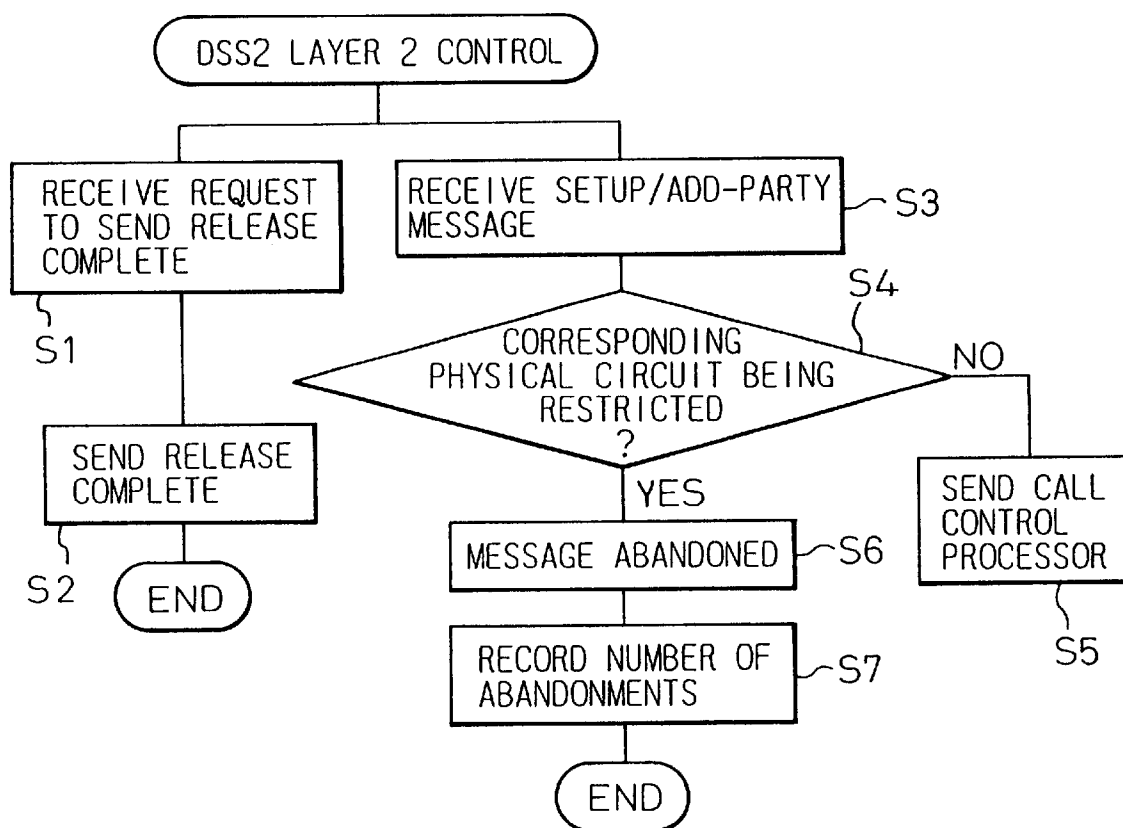 DSS2 LAYER 2 CONTROL
RECEIVE REQUEST
TO SEND RELEASE
COMPLETE
S1
SEND RELEASE
COMPLETE
S2
END
RECEIVE SETUP/ADD-PARTY
MESSAGE
S3
S4
CORRESPONDING
PHYSICAL CIRCUIT BEING
RESTRICTED
?
NO
YES
SEND CALL
CONTROL
PROCESSOR
S5
MESSAGE ABANDONED
S6
RECORD NUMBER OF
ABANDONMENTS
S7
END